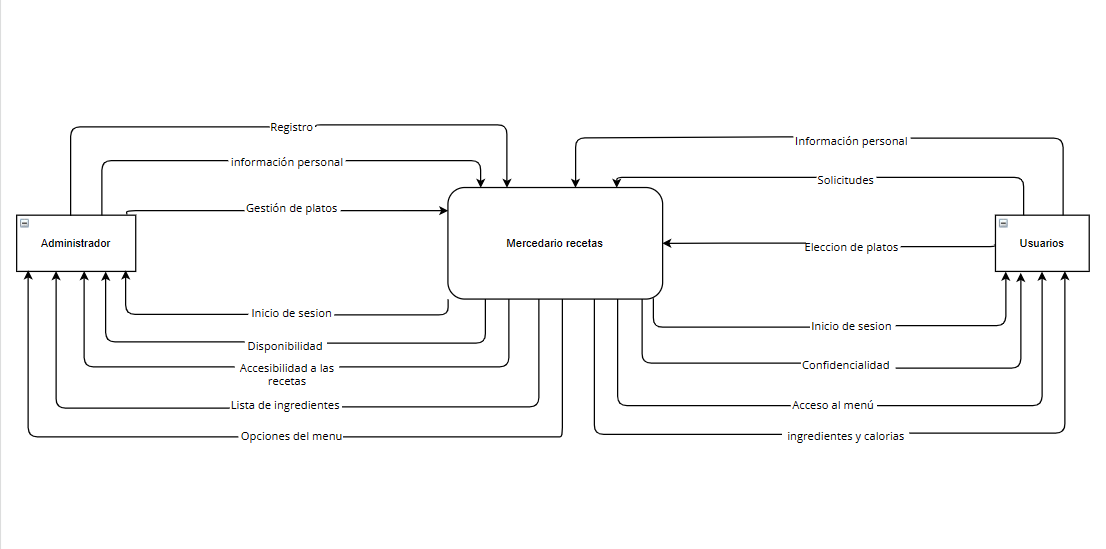 Registro
información personal
Gestión de platos
Administrador
Inicio de sesion
Disponibilidad
Accesibilidad a las
recetas
Lista de ingredientes
Opciones del menu
Mercedario recetas
Información personal
Solicitudes
Eleccion de platos
Usuarios
Inicio de sesion
Confidencialidad
Acceso al menú
ingredientes y calorias